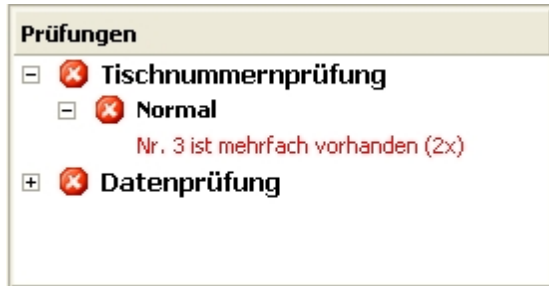 Prüfungen
Tischnummernprüfung
Normal
Nr. 3 ist mehrfach vorhanden (2x)
Datenprüfung